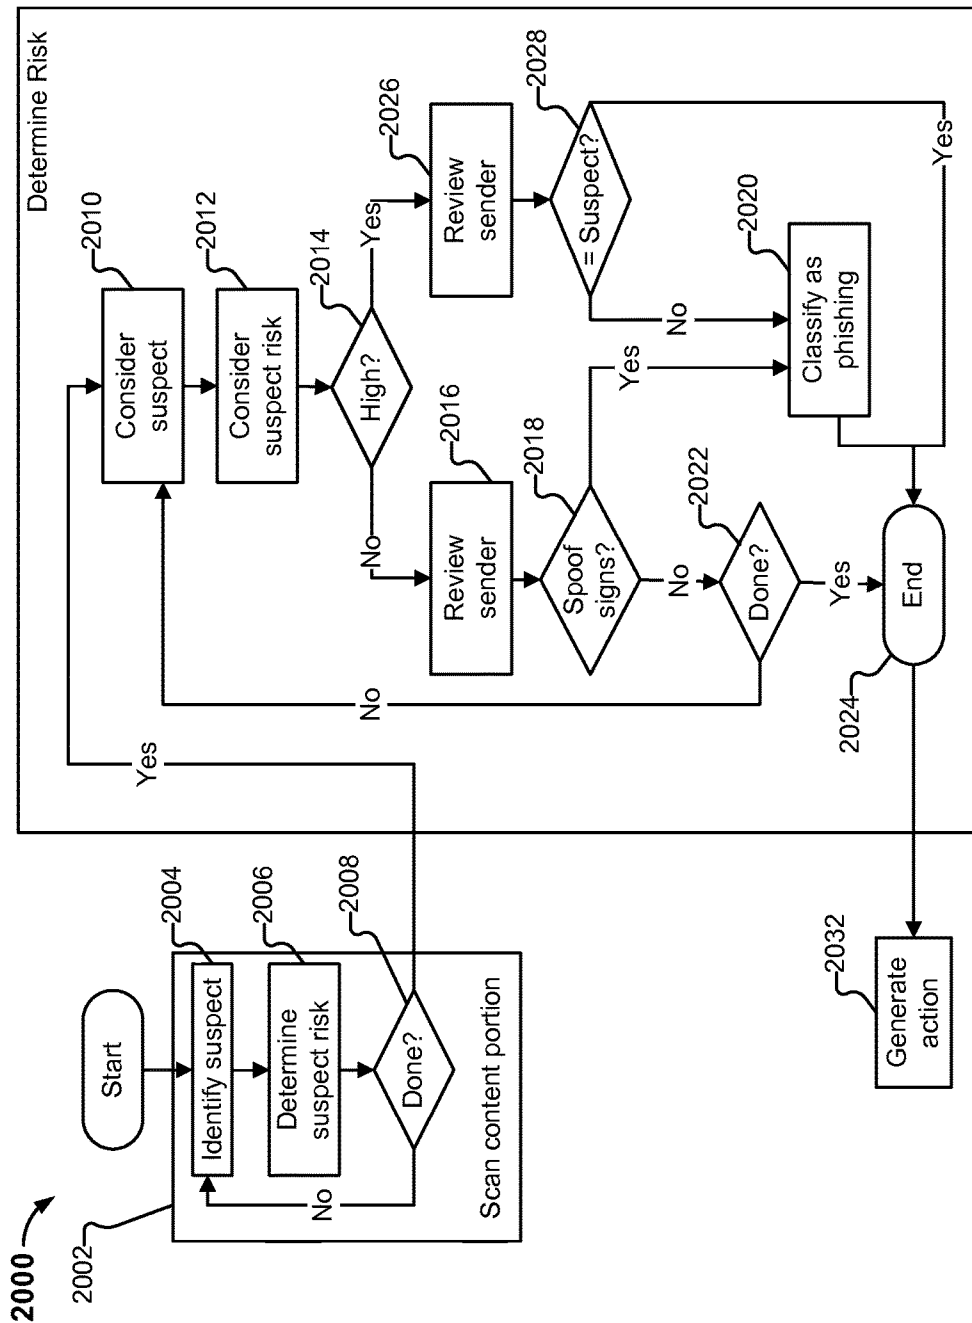 2000
2002
Start
2004
Identify suspect
2006
Determine
suspect risk
2008
Done?
No
Yes
Scan content portion
Determine Risk
2010
Consider
suspect
2012
Consider
suspect risk
2014
High?
Yes
No
2026
Review
sender
2028
= Suspect?
No
Yes
2016
Review
sender
2018
Spoof
signs?
Yes
No
2020
Classify as
phishing
2022
Done?
No
Yes
End
2024
2032
Generate
action